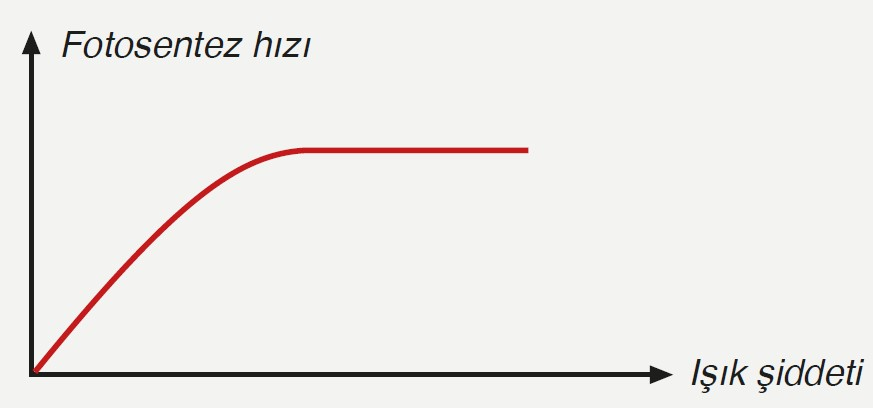 Fotosentez hızı
Işık şiddeti